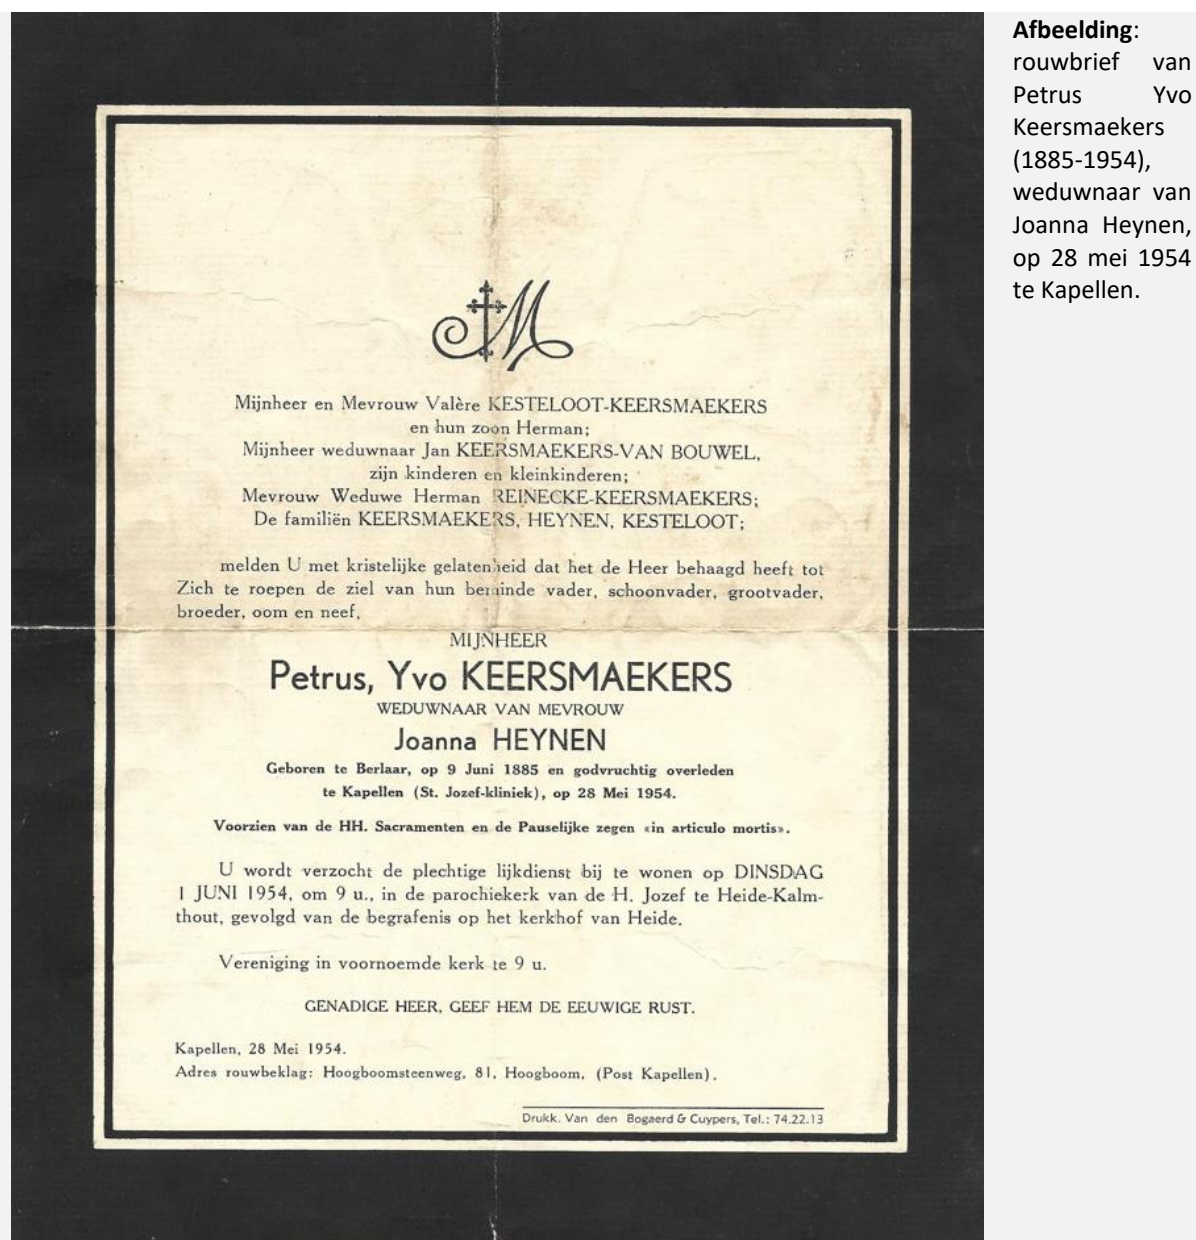 Mijnheer en Mevrouw Valère KESTELOOT-KEERSMAEKERS
en hun zoon Herman;
Mijnheer weduwnaar Jan KEERSMAEKERS-VAN BOUWEL,
zijn kinderen en kleinkinderen;
Mevrouw Weduwe Herman REINECKE-KEERSMAEKERS;
De familiën KEERSMAEKERS, HEYNEN, KESTELOOT;
melden U met kristelijke gelatenheid dat het de Heer behaagd heeft tot
Zich te roepen de ziel van hun beminde vader, schoonvader, grootvader,
broeder, oom en neef,
MIJNHEER
Petrus, Yvo KEERSMAEKERS
WEDUWNAAR VAN MEVROUW
Joanna HEYNEN
Geboren te Berlaar, op 9 Juni 1885 en godvruchtig overleden
te Kapellen (St. Jozef-kliniek), op 28 Mei 1954.
Voorzien van de HH. Sacramenten en de Pauselijke zegen «in articulo mortis».
U wordt verzocht de plechtige lijkdienst bij te wonen op DINSDAG
1 JUNI 1954, om 9 u., in de parochiekerk van de H. Jozef te Heide-Kalm-
thout, gevolgd van de begrafenis op het kerkhof van Heide.
Vereniging in voornoemde kerk te 9 u.
GENADIGE HEER, GEEF HEM DE EEUWIGE RUST.
Kapellen, 28 Mei 1954.
Adres rouwbeklag: Hoogboomsteenweg, 81, Hoogboom, (Post Kapellen).
Drukk. Van den Bogaerd & Cuypers, Tel.: 74.22.13
Afbeelding:
rouwbrief van
Petrus Yvo
Keersmaekers
(1885-1954),
weduwnaar van
Joanna Heynen,
op 28 mei 1954
te Kapellen.